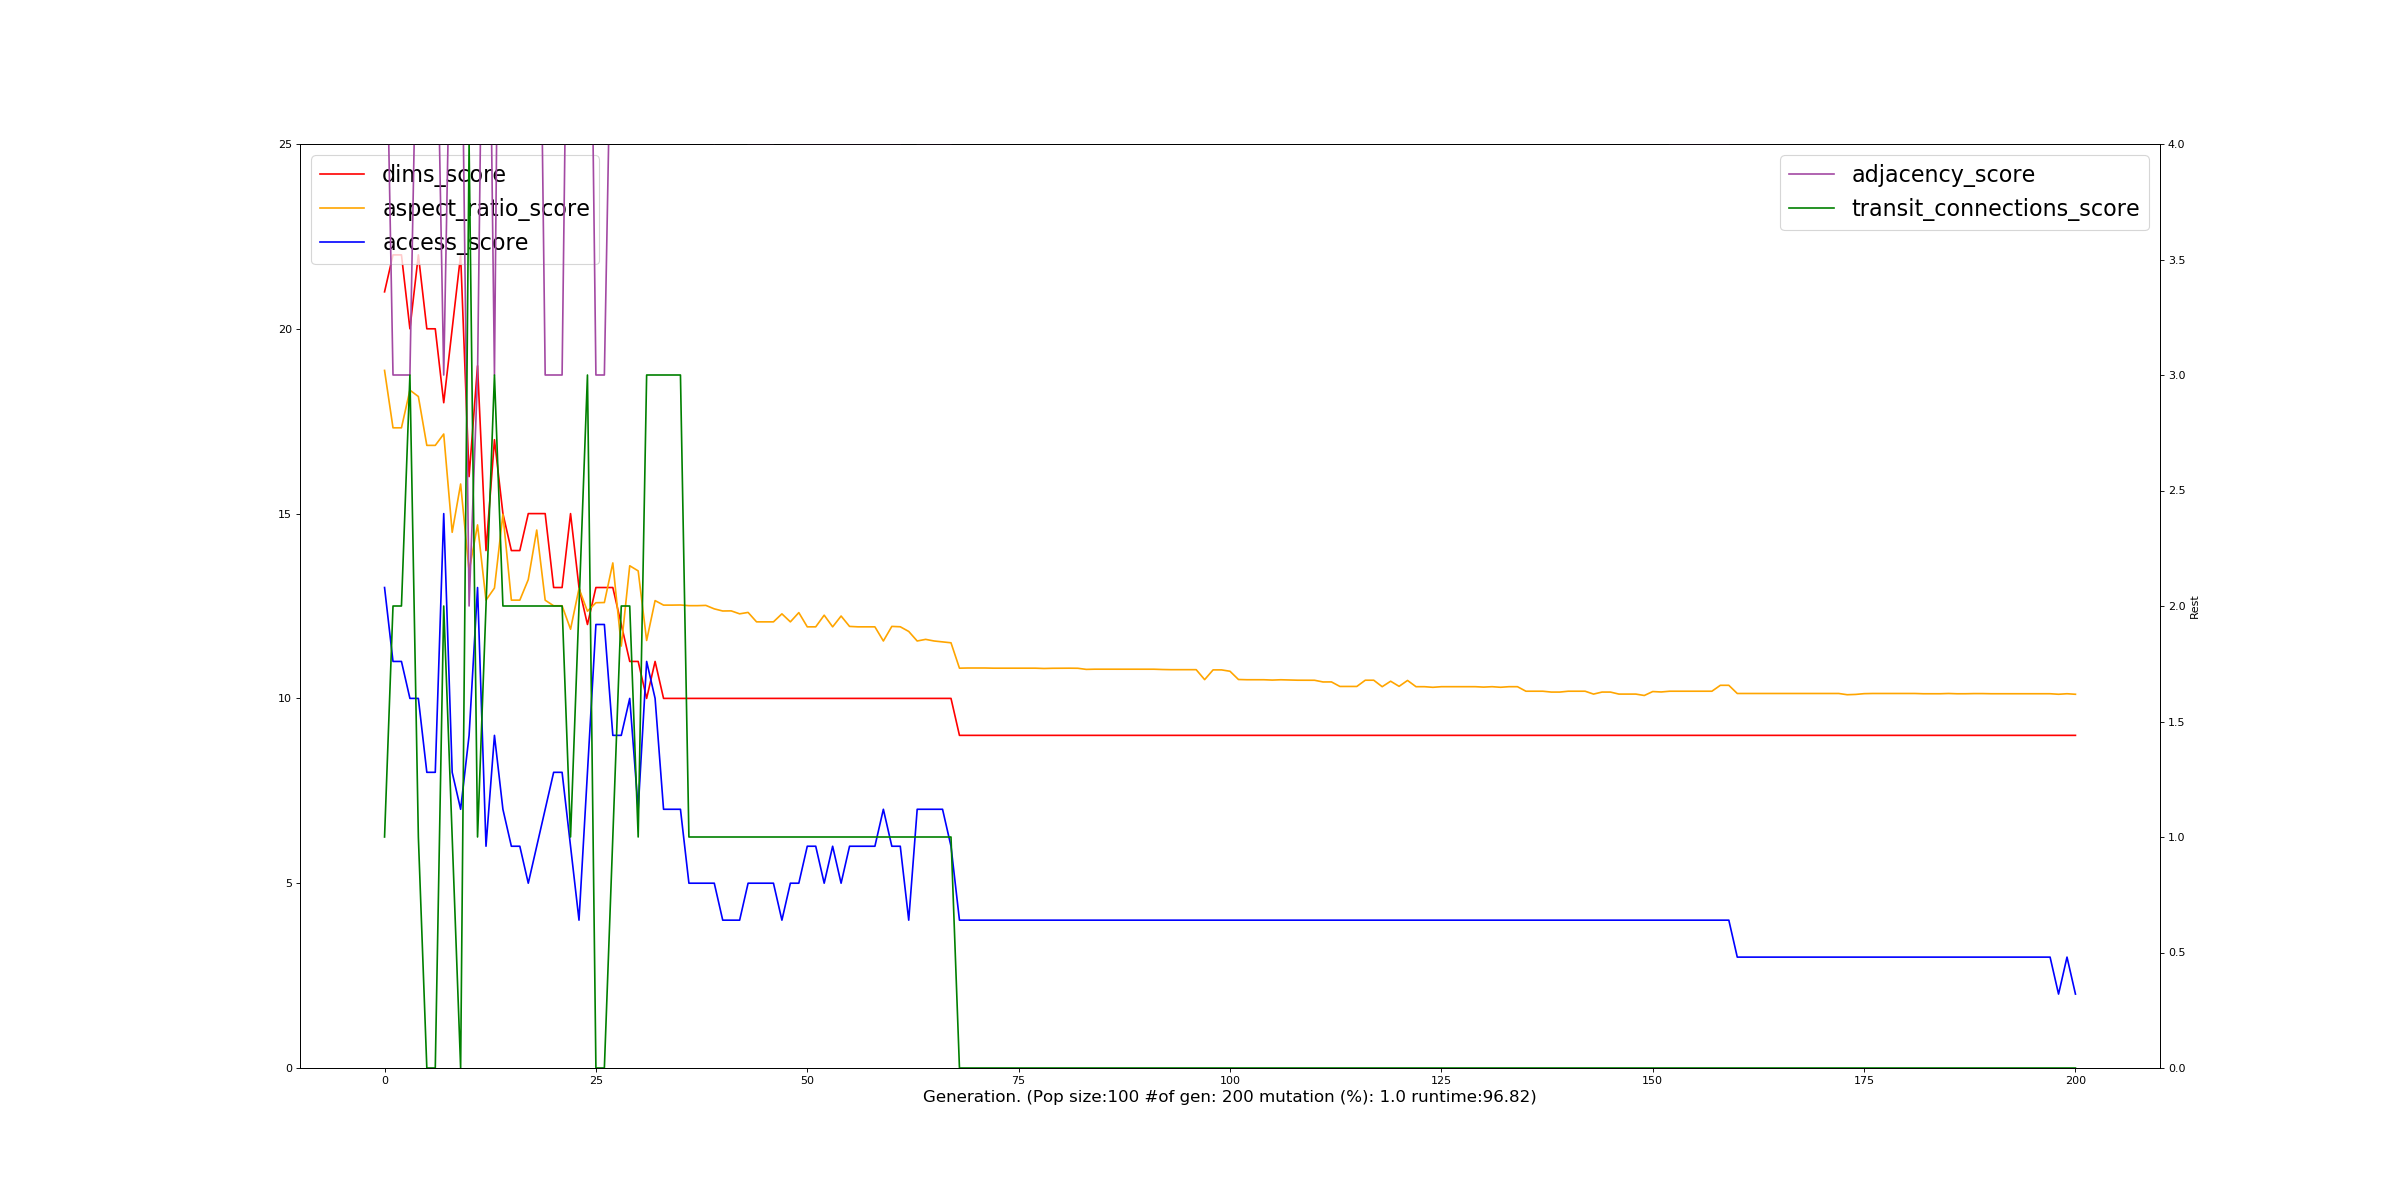 dims_score
aspect_ratio_score
access_score
adjacency_score
transit_connections_score
25
20
15
10
5
0
4.0
3.5
3.0
2.5
2.0
1.5
1.0
0.5
0.0
Rest
0 25 50 75 100 125 150 175 200
Generation. (Pop size:100 #of gen: 200 mutation (%): 1.0 runtime:96.82)